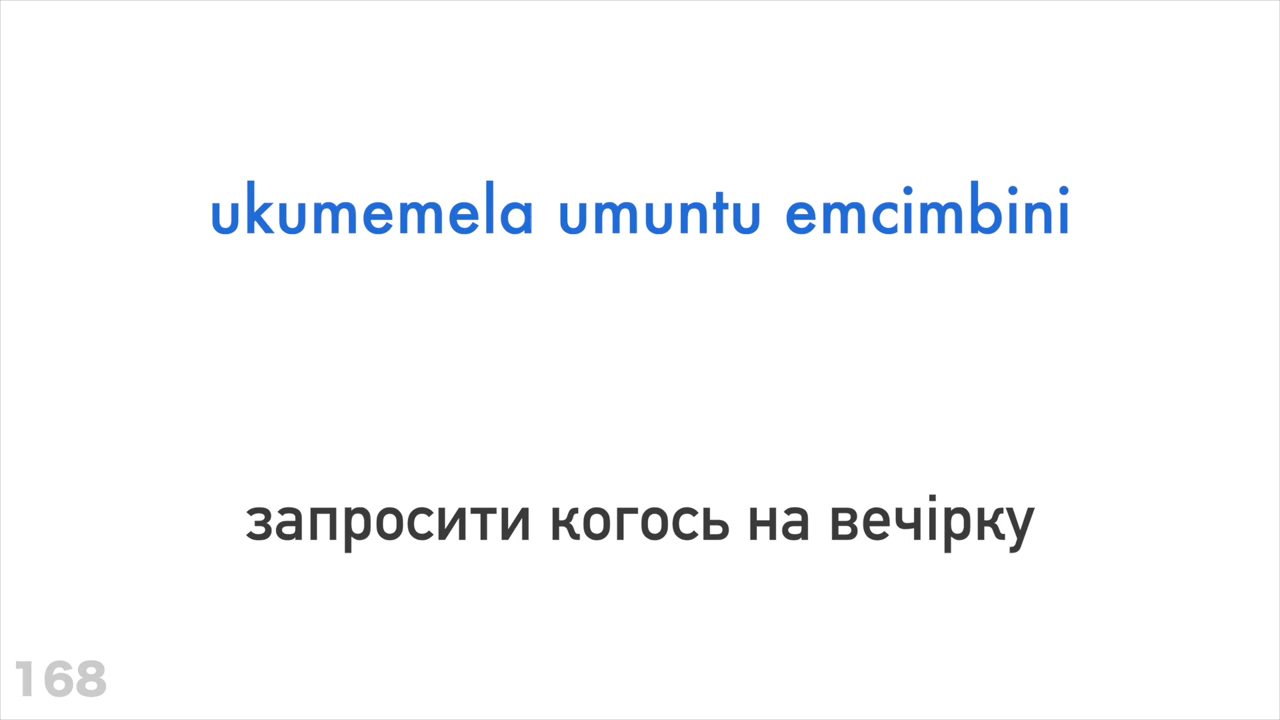 ukumemela umuntu emcimbini
запросити когось на вечірку
168